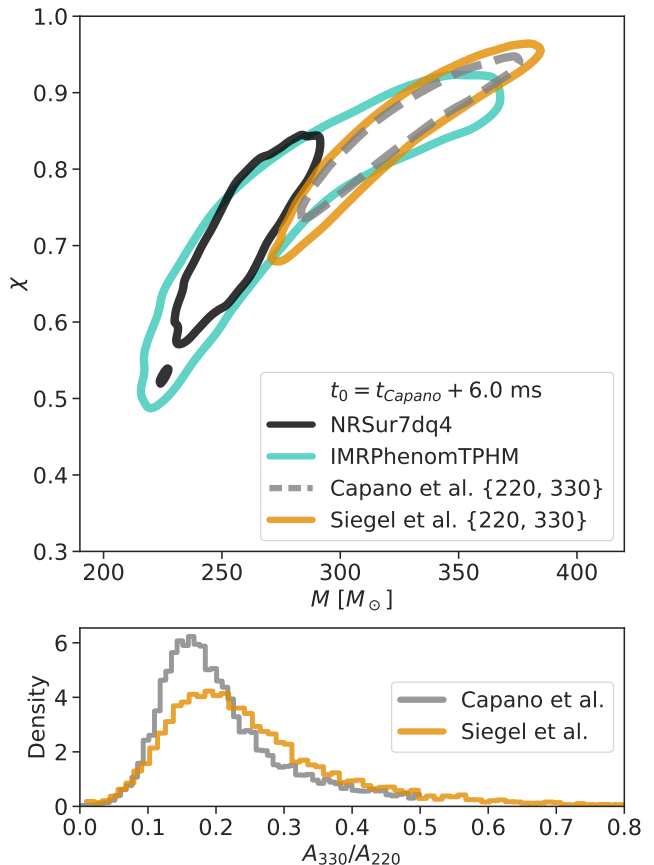 1.0
0.9
0.8
0.7
0.6
0.5
0.4
0.3
χ
t₀ = t_Capano + 6.0 ms
NRSur7dq4
IMRPhenomTPHM
Capano et al. {220, 330}
Siegel et al. {220, 330}
200 250 300 350 400
M [M⊙]
6
4
2
0
Density
Capano et al.
Siegel et al.
0.0 0.1 0.2 0.3 0.4 0.5 0.6 0.7 0.8
A₃₃₀/A₂₂₀